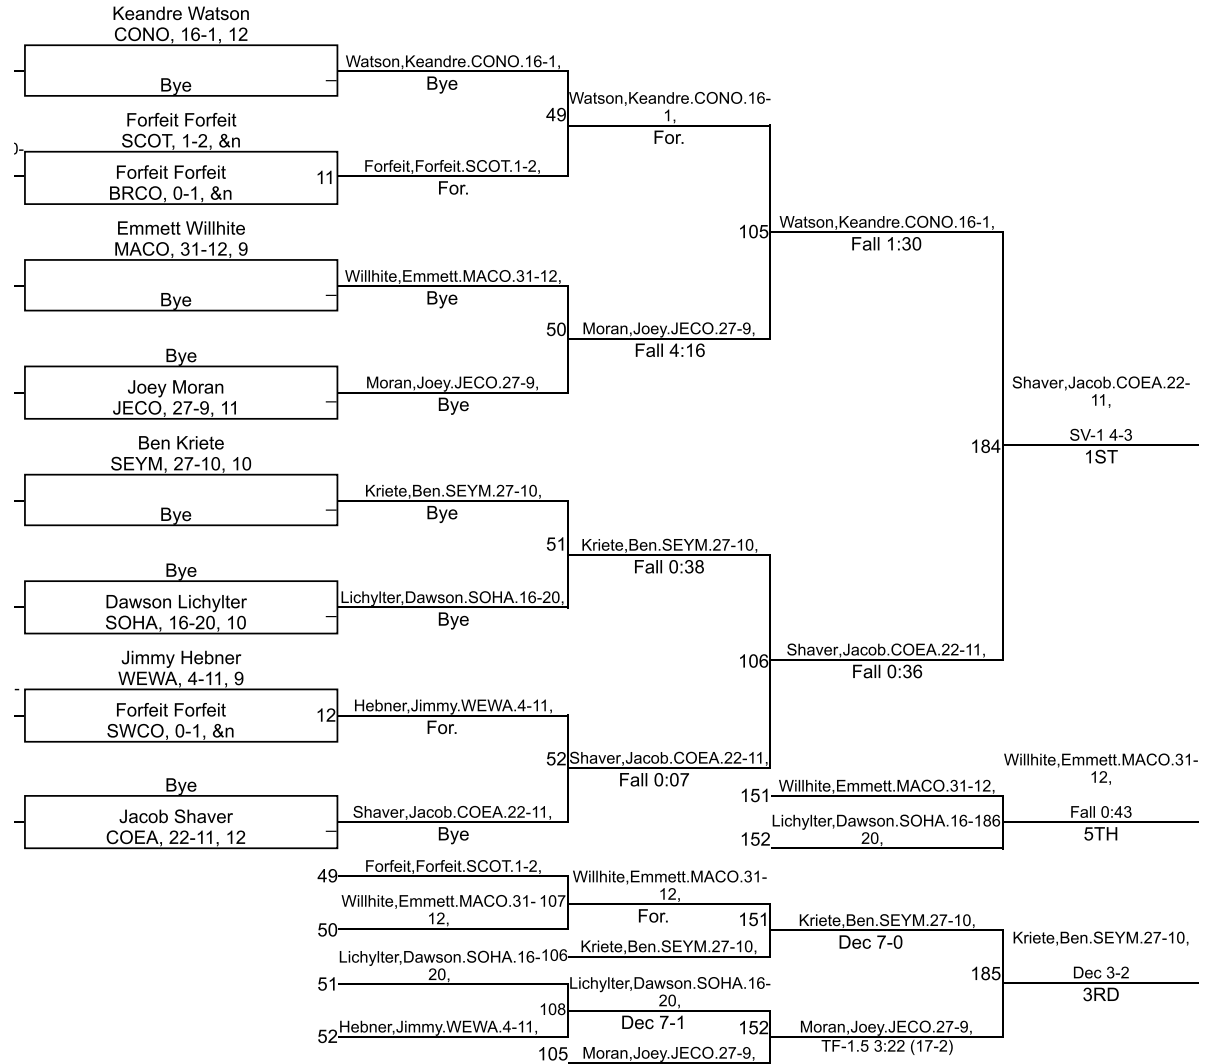 Keandre Watson
CONO, 16-1, 12
Watson,Keandre.CONO.16-1,
Bye
Bye
49
Watson,Keandre.CONO.16-
1,
For.
Forfeit Forfeit
SCOT, 1-2, &n
Forfeit Forfeit
BRCO, 0-1, &n
11
Forfeit,Forfeit.SCOT.1-2,
For.
105
Watson,Keandre.CONO.16-1,
Fall 1:30
Emmett Willhite
MACO, 31-12, 9
Bye
Willhite,Emmett.MACO.31-12,
Bye
50
Moran,Joey.JECO.27-9,
Fall 4:16
Bye
Joey Moran
JECO, 27-9, 11
Moran,Joey.JECO.27-9,
Bye
184
Shaver,Jacob.COEA.22-
11,
SV-1 4-3
1ST
Ben Kriete
SEYM, 27-10, 10
Bye
Kriete,Ben.SEYM.27-10,
Bye
51
Kriete,Ben.SEYM.27-10,
Fall 0:38
Bye
Dawson Lichylter
SOHA, 16-20, 10
Lichylter,Dawson.SOHA.16-20,
Bye
106
Shaver,Jacob.COEA.22-11,
Fall 0:36
Jimmy Hebner
WEWA, 4-11, 9
Forfeit Forfeit
SWCO, 0-1, &n
12
Hebner,Jimmy.WEWA.4-11,
For.
52
Shaver,Jacob.COEA.22-11,
Fall 0:07
Bye
Jacob Shaver
COEA, 22-11, 12
Shaver,Jacob.COEA.22-11,
Bye
151
Willhite,Emmett.MACO.31-12,
152
Lichylter,Dawson.SOHA.16-
20,
186
Willhite,Emmett.MACO.31-
12,
Fall 0:43
5TH
49
Forfeit,Forfeit.SCOT.1-2,
50
Willhite,Emmett.MACO.31-
12,
107
Willhite,Emmett.MACO.31-
12,
For.
106
Kriete,Ben.SEYM.27-10,
151
Kriete,Ben.SEYM.27-10,
Dec 7-0
51
Lichylter,Dawson.SOHA.16-
20,
52
Hebner,Jimmy.WEWA.4-11,
108
Lichylter,Dawson.SOHA.16-
20,
Dec 7-1
105
Moran,Joey.JECO.27-9,
152
Moran,Joey.JECO.27-9,
TF-1.5 3:22 (17-2)
185
Kriete,Ben.SEYM.27-10,
Dec 3-2
3RD